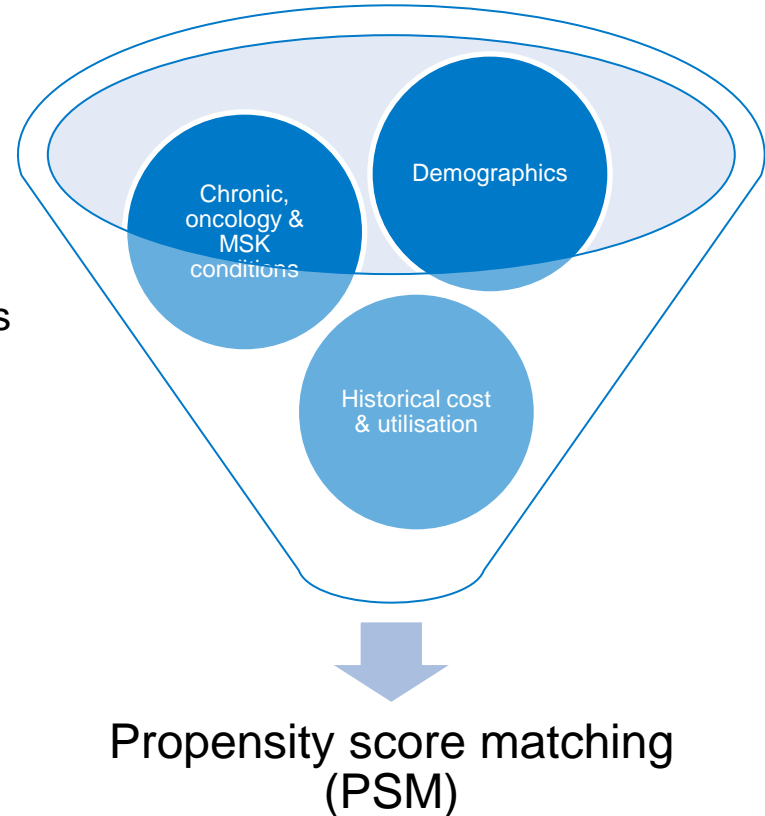 Demographics
Chronic,
oncology &
MSK
conditions
s
Historical cost
& utilisation
Propensity score matching
(PSM)